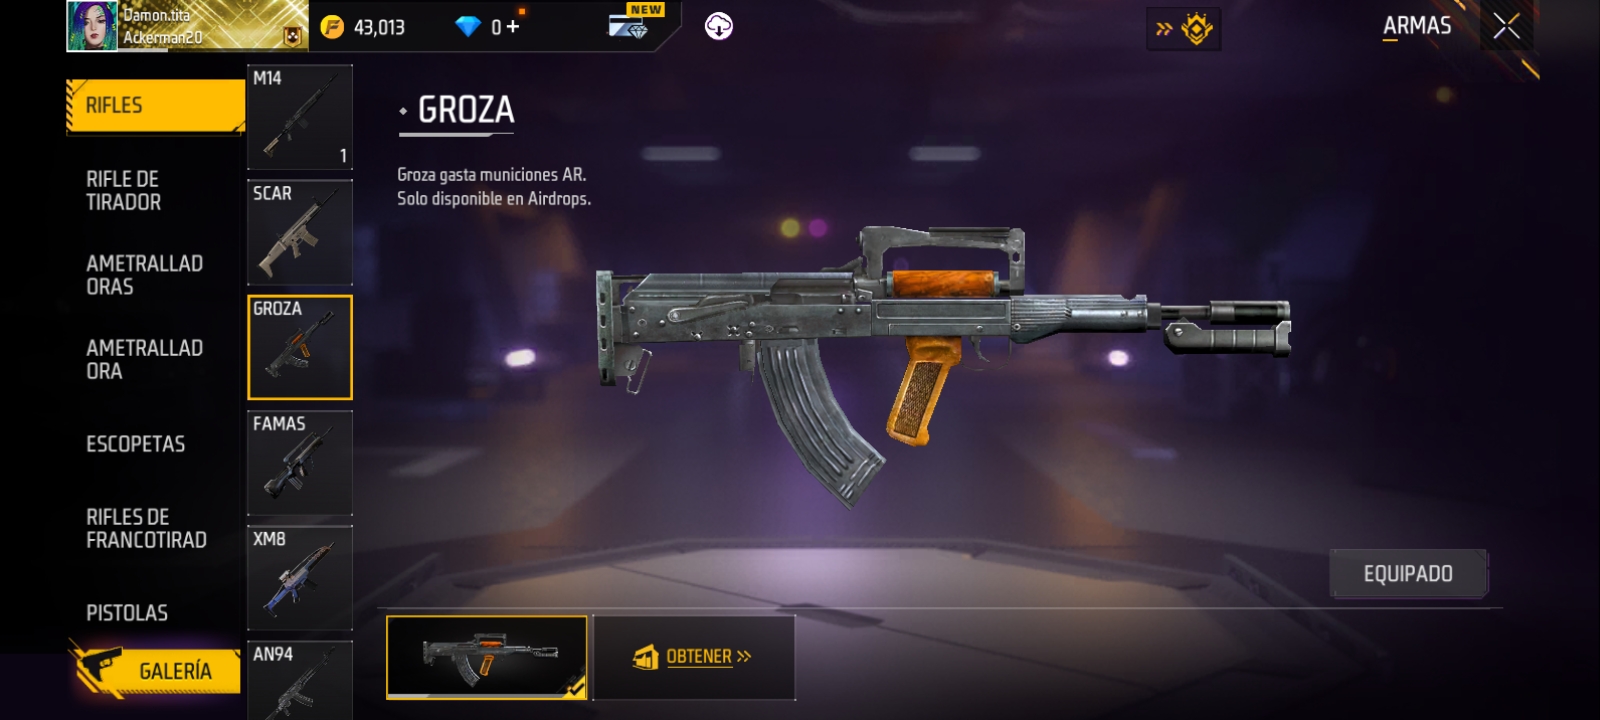 Damon.tita
Ackerman20
43,013
0 +
NEW
ARMAS
RIFLES
RIFLE DE
TIRADOR
AMETRALLAD
ORAS
AMETRALLAD
ORA
ESCOPETAS
RIFLES DE
FRANCOTIRAD
PISTOLAS
GALERÍA
M14
1
SCAR
GROZA
FAMAS
XM8
AN94
GROZA
Groza gasta municiones AR.
Solo disponible en Airdrops.
EQUIPADO
OBTENER